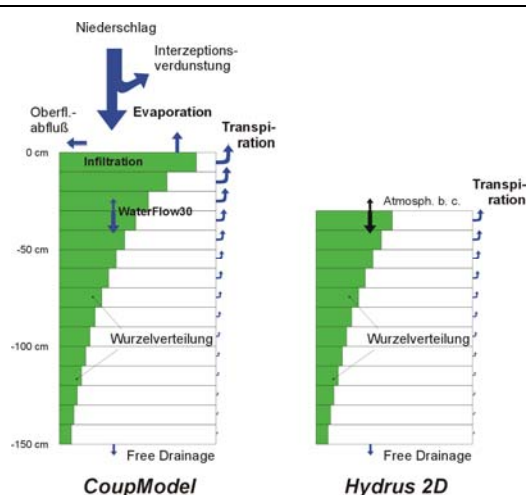 Niederschlag
Interzeptions-
verdunstung
Oberfl.-
abfluß
Evaporation
Transpi-
ration
0 cm
Infiltration
WaterFlow30
-50 cm
Wurzelverteilung
-100 cm
-150 cm
Free Drainage
CoupModel
Transpi-
ration
Atmosph. b. c.
Wurzelverteilung
Free Drainage
Hydrus 2D